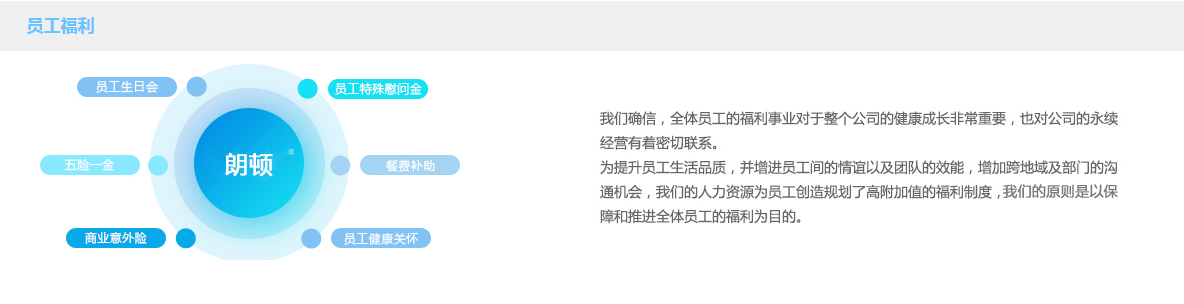 员工福利
员工生日会
员工特殊慰问金
五险一金
朗顿®
餐费补助
商业意外险
员工健康关怀
我们确信，全体员工的福利事业对于整个公司的健康成长非常重要，也对公司的永续
经营有着密切联系。
为提升员工生活品质，并增进员工间的情谊以及团队的效能，增加跨地域及部门的沟
通机会，我们的人力资源为员工创造规划了高附加值的福利制度，我们的原则是以保
障和推进全体员工的福利为目的。